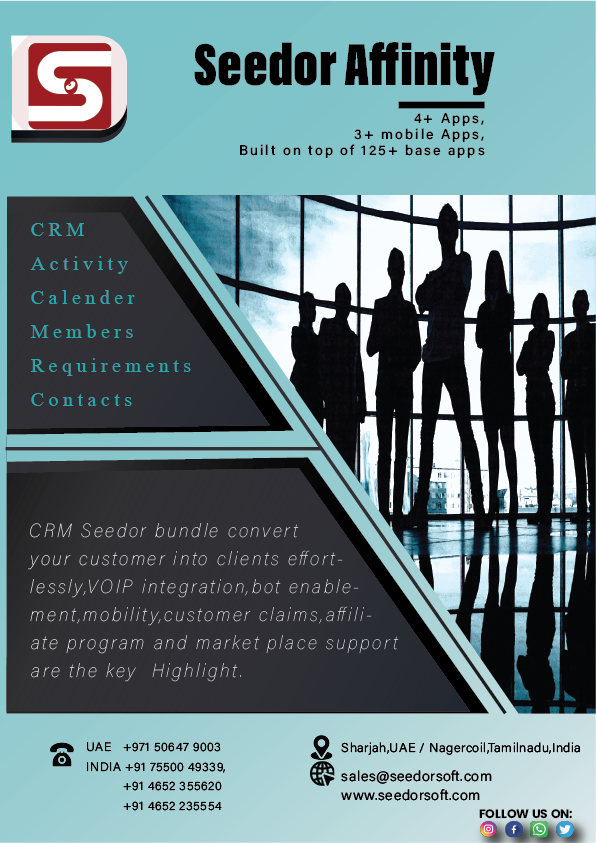 Seedor Affinity
4+ Apps,
3+ mobile Apps,
Built on top of 125+ base apps
CRM
Activity
Calender
Members
Requirements
Contacts
CRM Seedor bundle convert
your customer into clients effort-
lessly,VOIP integration,bot enable-
ment,mobility,customer claims,affili-
ate program and market place support
are the key Highlight.
UAE +971 50647 9003
INDIA +91 75500 49339,
+91 4652 355620
+91 4652 235554
Sharjah,UAE / Nagercoil,Tamilnadu,India
sales@seedorsoft.com
www.seedorsoft.com
FOLLOW US ON: